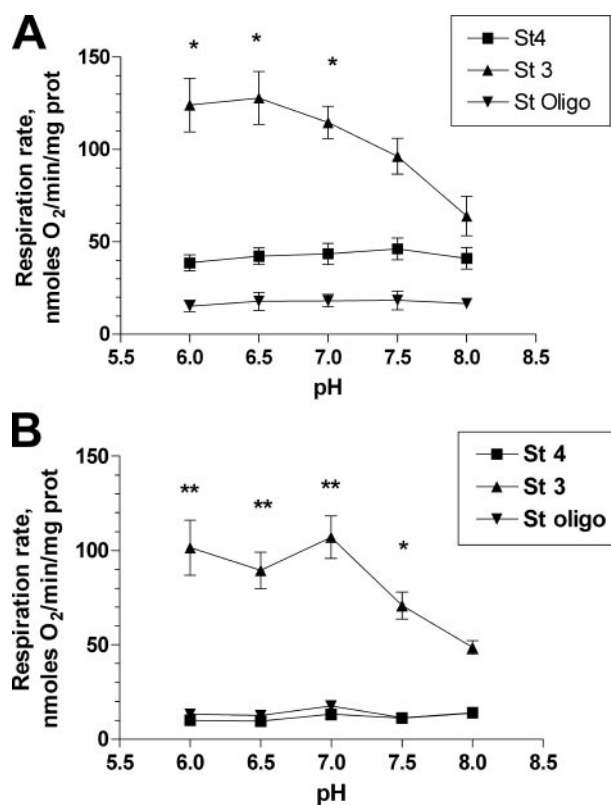 A
* * *
St4
St 3
St Oligo
Respiration rate,
nmoles O₂/min/mg prot
150
100
50
0
5.5 6.0 6.5 7.0 7.5 8.0 8.5
pH
B
** ** ** *
St 4
St 3
St oligo
Respiration rate,
nmoles O₂/min/mg prot
150
100
50
0
5.5 6.0 6.5 7.0 7.5 8.0 8.5
pH